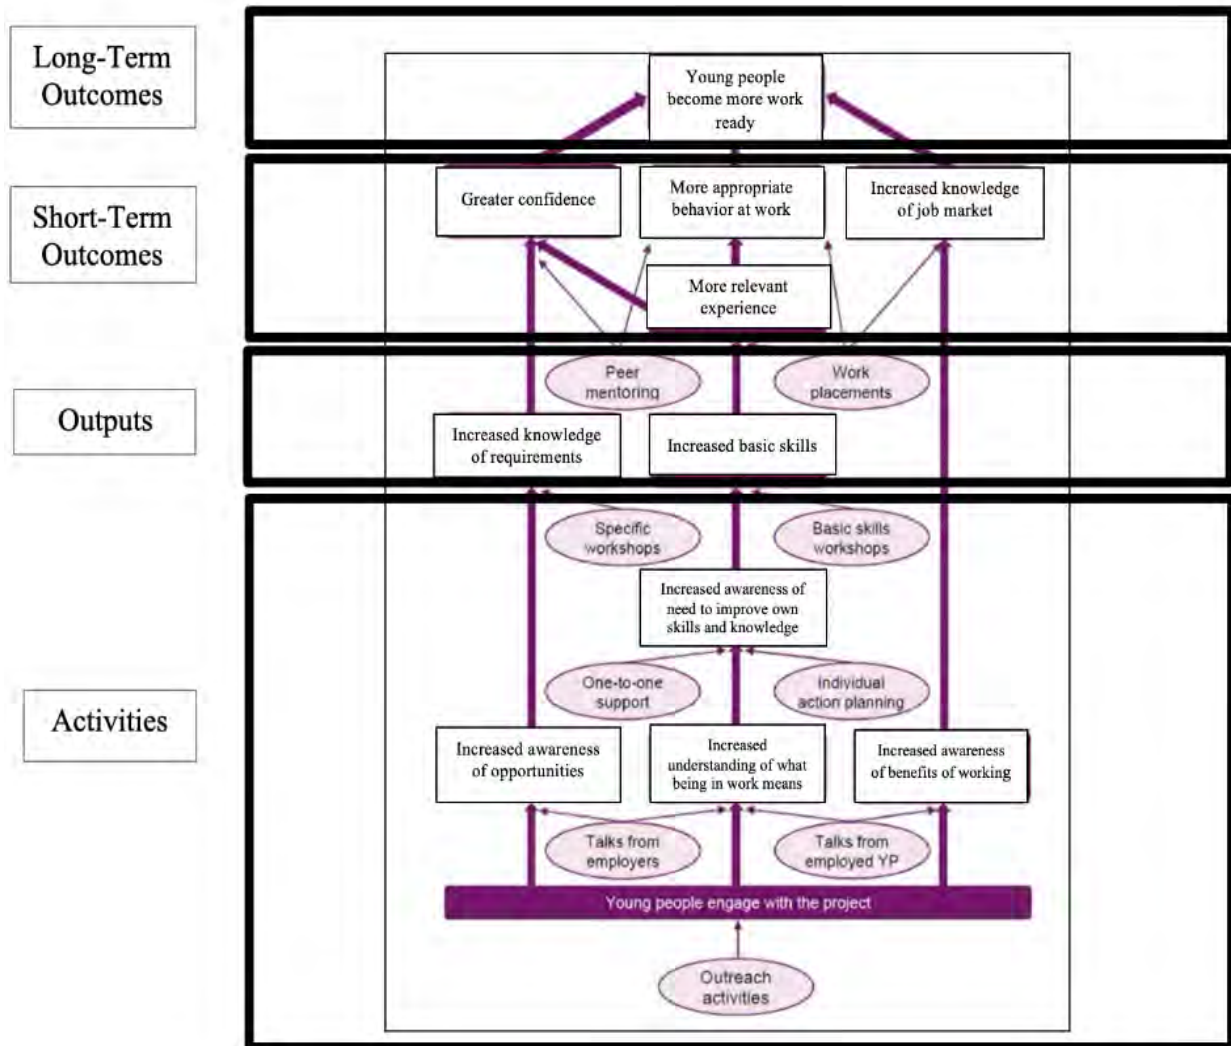 Long-Term
Outcomes
Young people
become more work
ready
Short-Term
Outcomes
Greater confidence
More appropriate
behavior at work
Increased knowledge
of job market
More relevant
experience
Outputs
Peer
mentoring
Work
placements
Increased knowledge
of requirements
Increased basic skills
Activities
Specific
workshops
Basic skills
workshops
Increased awareness of
need to improve own
skills and knowledge
One-to-one
support
Individual
action planning
Increased awareness
of opportunities
Increased
understanding of what
being in work means
Increased awareness
of benefits of working
Talks from
employers
Talks from
employed YP
Young people engage with the project
Outreach
activities